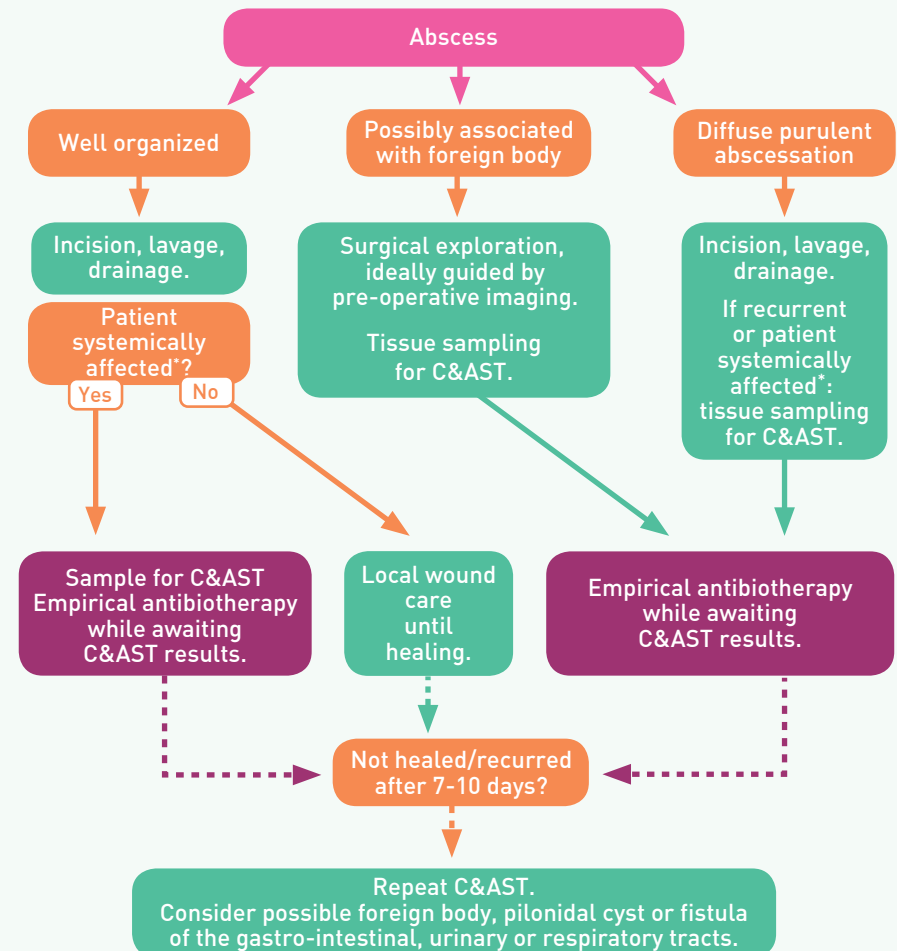 Abscess
Well organized
Possibly associated
with foreign body
Diffuse purulent
abscessation
Incision, lavage,
drainage.
Patient
systemically
affected*?
Yes
No
Surgical exploration,
ideally guided by
pre-operative imaging.
Tissue sampling
for C&AST.
Incision, lavage,
drainage.
If recurrent
or patient
systemically
affected*:
tissue sampling
for C&AST.
Sample for C&AST
Empirical antibiotherapy
while awaiting
C&AST results.
Local wound
care
until
healing.
Empirical antibiotherapy
while awaiting
C&AST results.
Not healed/recurred
after 7-10 days?
Repeat C&AST.
Consider possible foreign body, pilonidal cyst or fistula
of the gastro-intestinal, urinary or respiratory tracts.